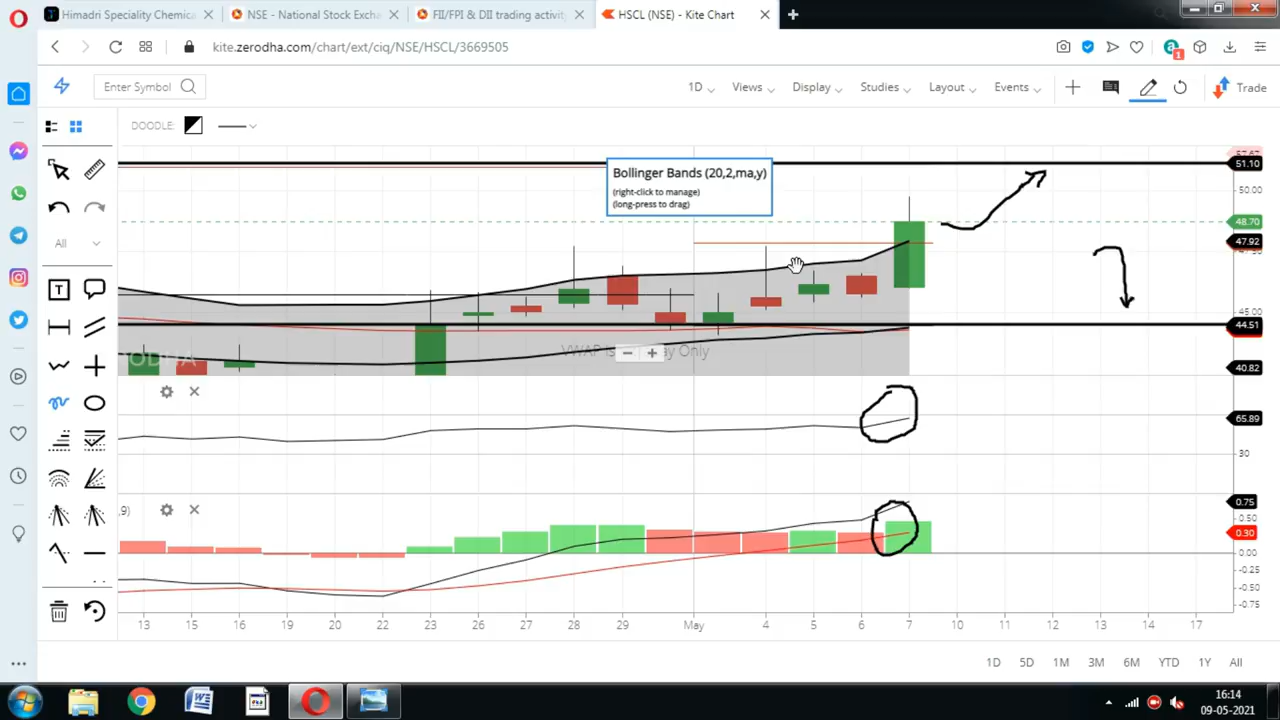 Himadri Speciality Chemica
NSE - National Stock Excha
FII/FPI & DII trading activity
HSCL (NSE) - Kite Chart
kite.zerodha.com/chart/ext/ciq/NSE/HSCL/3669505
1
Enter Symbol
1D
Views
Display
Studies
Layout
Events
Trade
DOODLE:
Bollinger Bands (20,2,ma,y)
(right-click to manage)
(long-press to drag)
51.10
50.00
48.70
47.92
All
45.00
44.51
40.82
65.89
30
,9)
0.75
0.50
0.30
0.00
-0.25
-0.50
-0.75
13 14 15 16 19 20 22 23 26 27 28 29 May 4 5 6 7 10 11 12 13 14 17
1D 5D 1M 3M 6M YTD 1Y All
16:14
09-05-2021